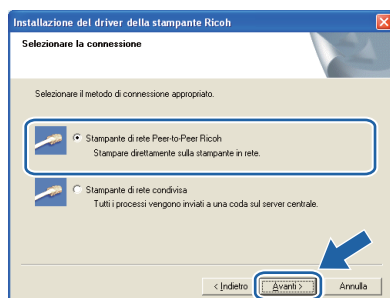 Installazione del driver della stampante Ricoh
Selezionare la connessione
Selezionare il metodo di connessione appropriato.
Stampante di rete Peer-to-Peer Ricoh
Stampare direttamente sulla stampante in rete.
Stampante di rete condivisa
Tutti i processi vengono inviati a una coda sul server centrale.
< Indietro Avanti > Annulla